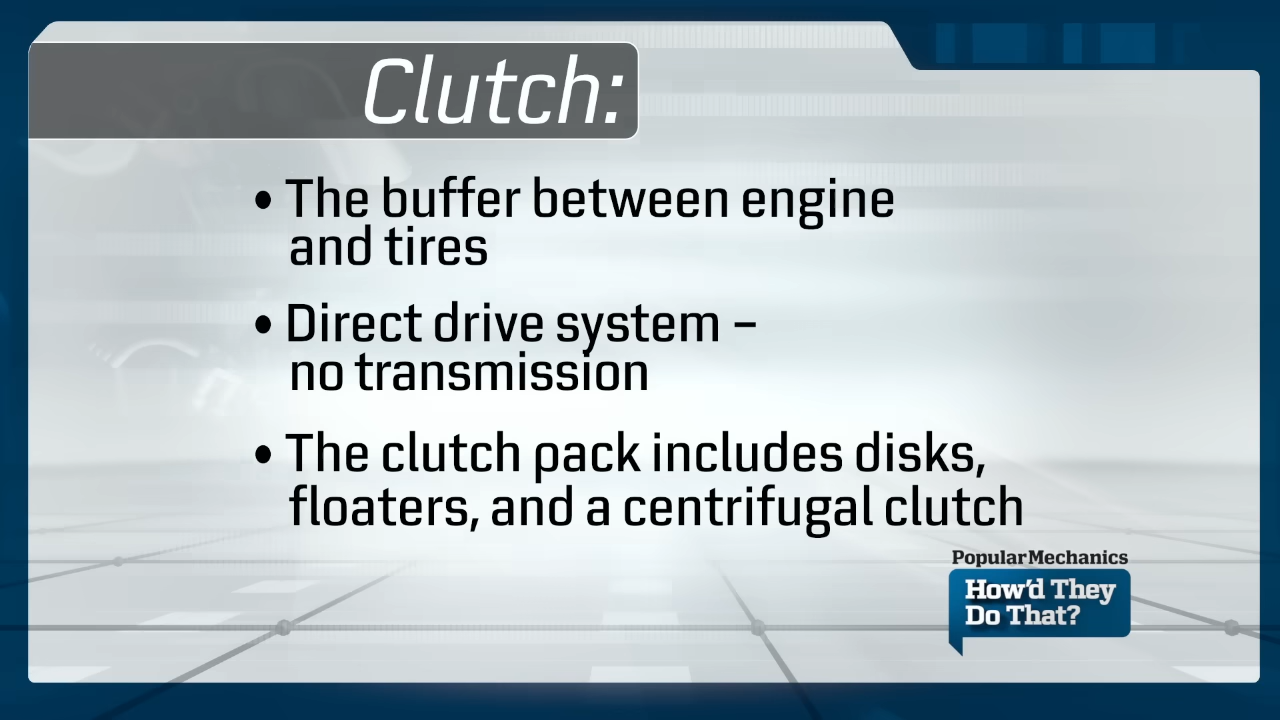 Clutch:
• The buffer between engine
and tires
• Direct drive system –
no transmission
• The clutch pack includes disks,
floaters, and a centrifugal clutch
PopularMechanics
How'd They
Do That?